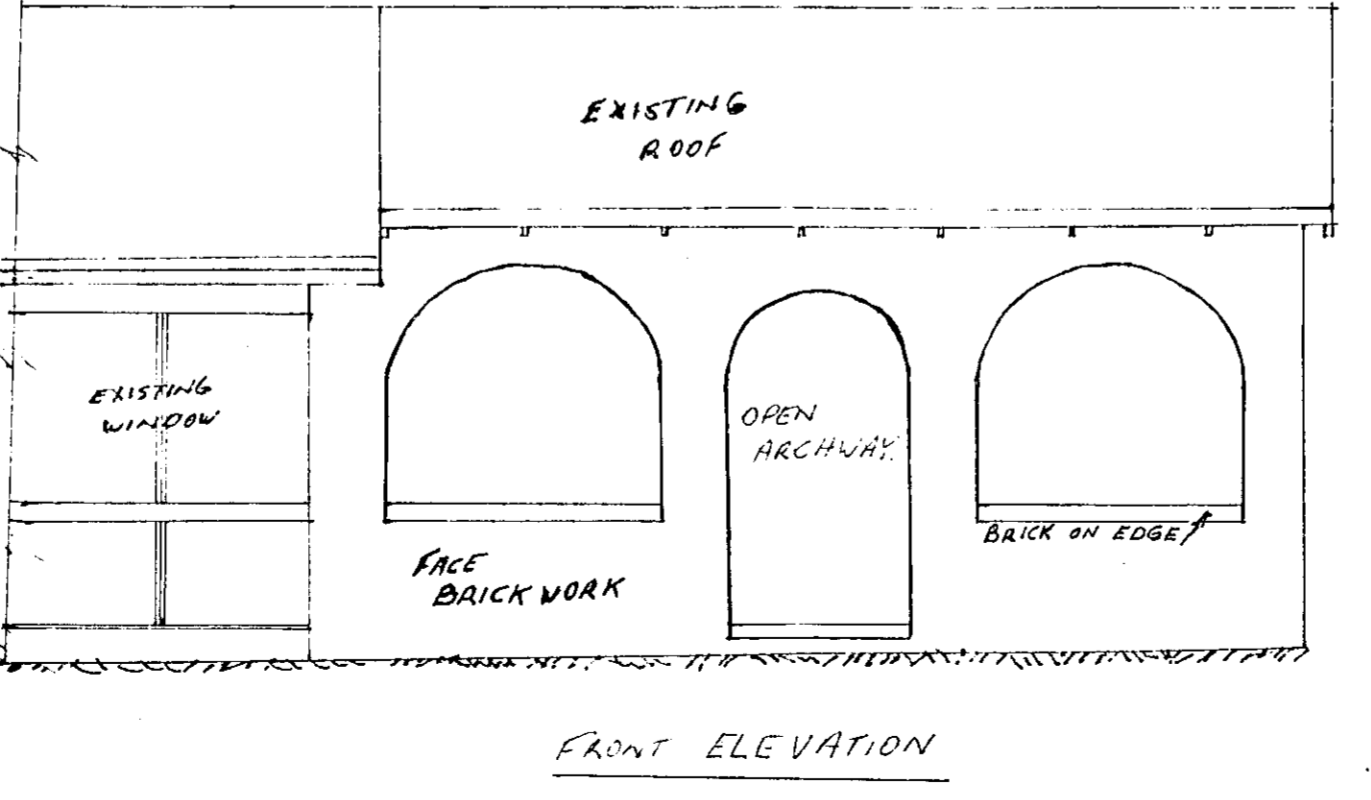 EXISTING
ROOF
EXISTING
WINDOW
OPEN
ARCHWAY.
BRICK ON EDGE
FACE
BRICKWORK
FRONT ELEVATION